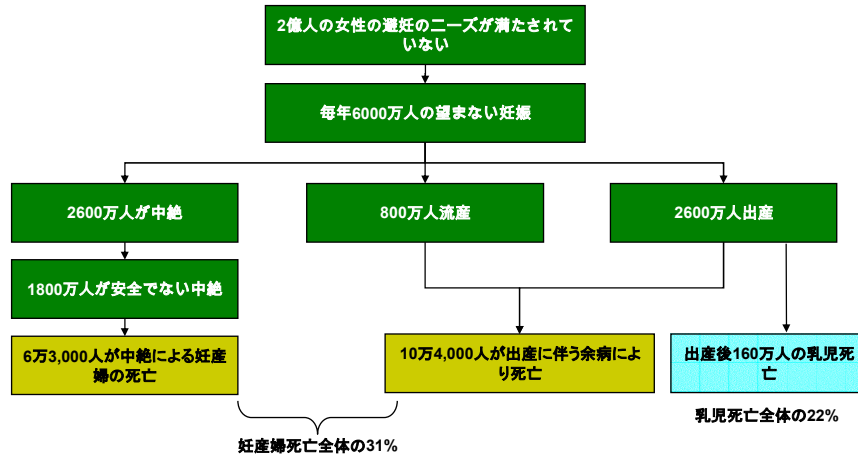 2億人の女性の避妊のニーズが満たされて
いない
毎年6000万人の望まない妊娠
2600万人が中絶
800万人流産
2600万人出産
1800万人が安全でない中絶
6万3,000人が中絶による妊産
婦の死亡
10万4,000人が出産に伴う余病によ
り死亡
出産後160万人の乳児死
亡
乳児死亡全体の22%
妊産婦死亡全体の31%